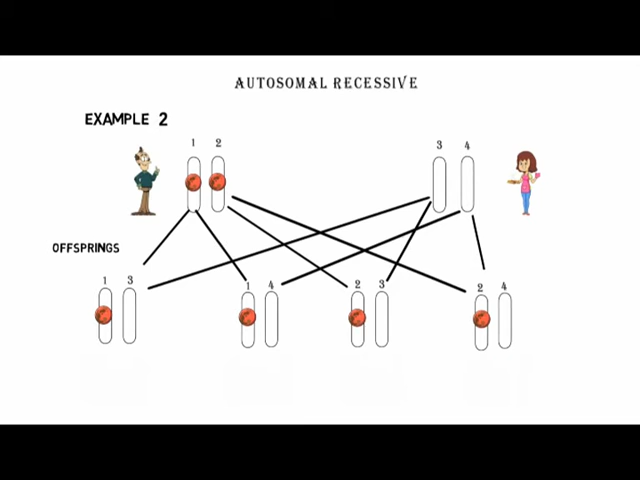 AUTOSOMAL RECESSIVE
EXAMPLE 2
1 2
3 4
OFFSPRINGS
1 3
1 4
2 3
2 4